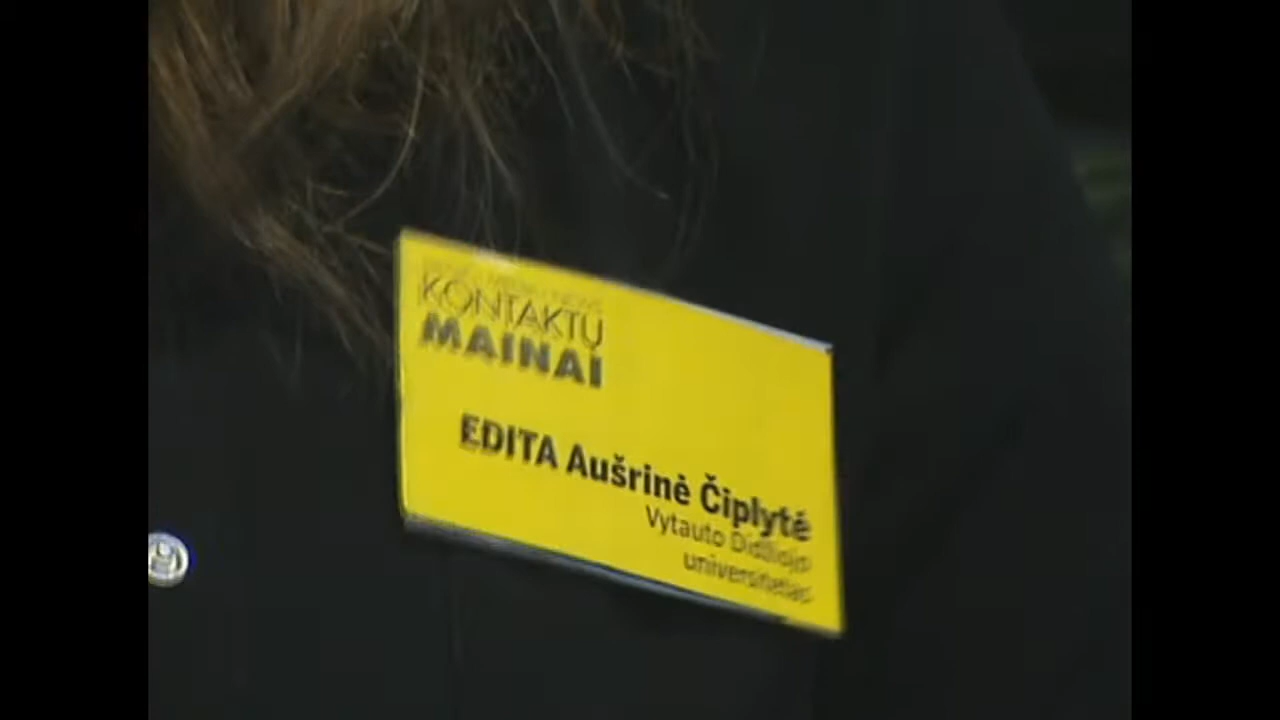 KONTAKTŲ
MAINAI
EDITA Aušrinė Čiplytė
Vytauto Didžiojo
universitetas